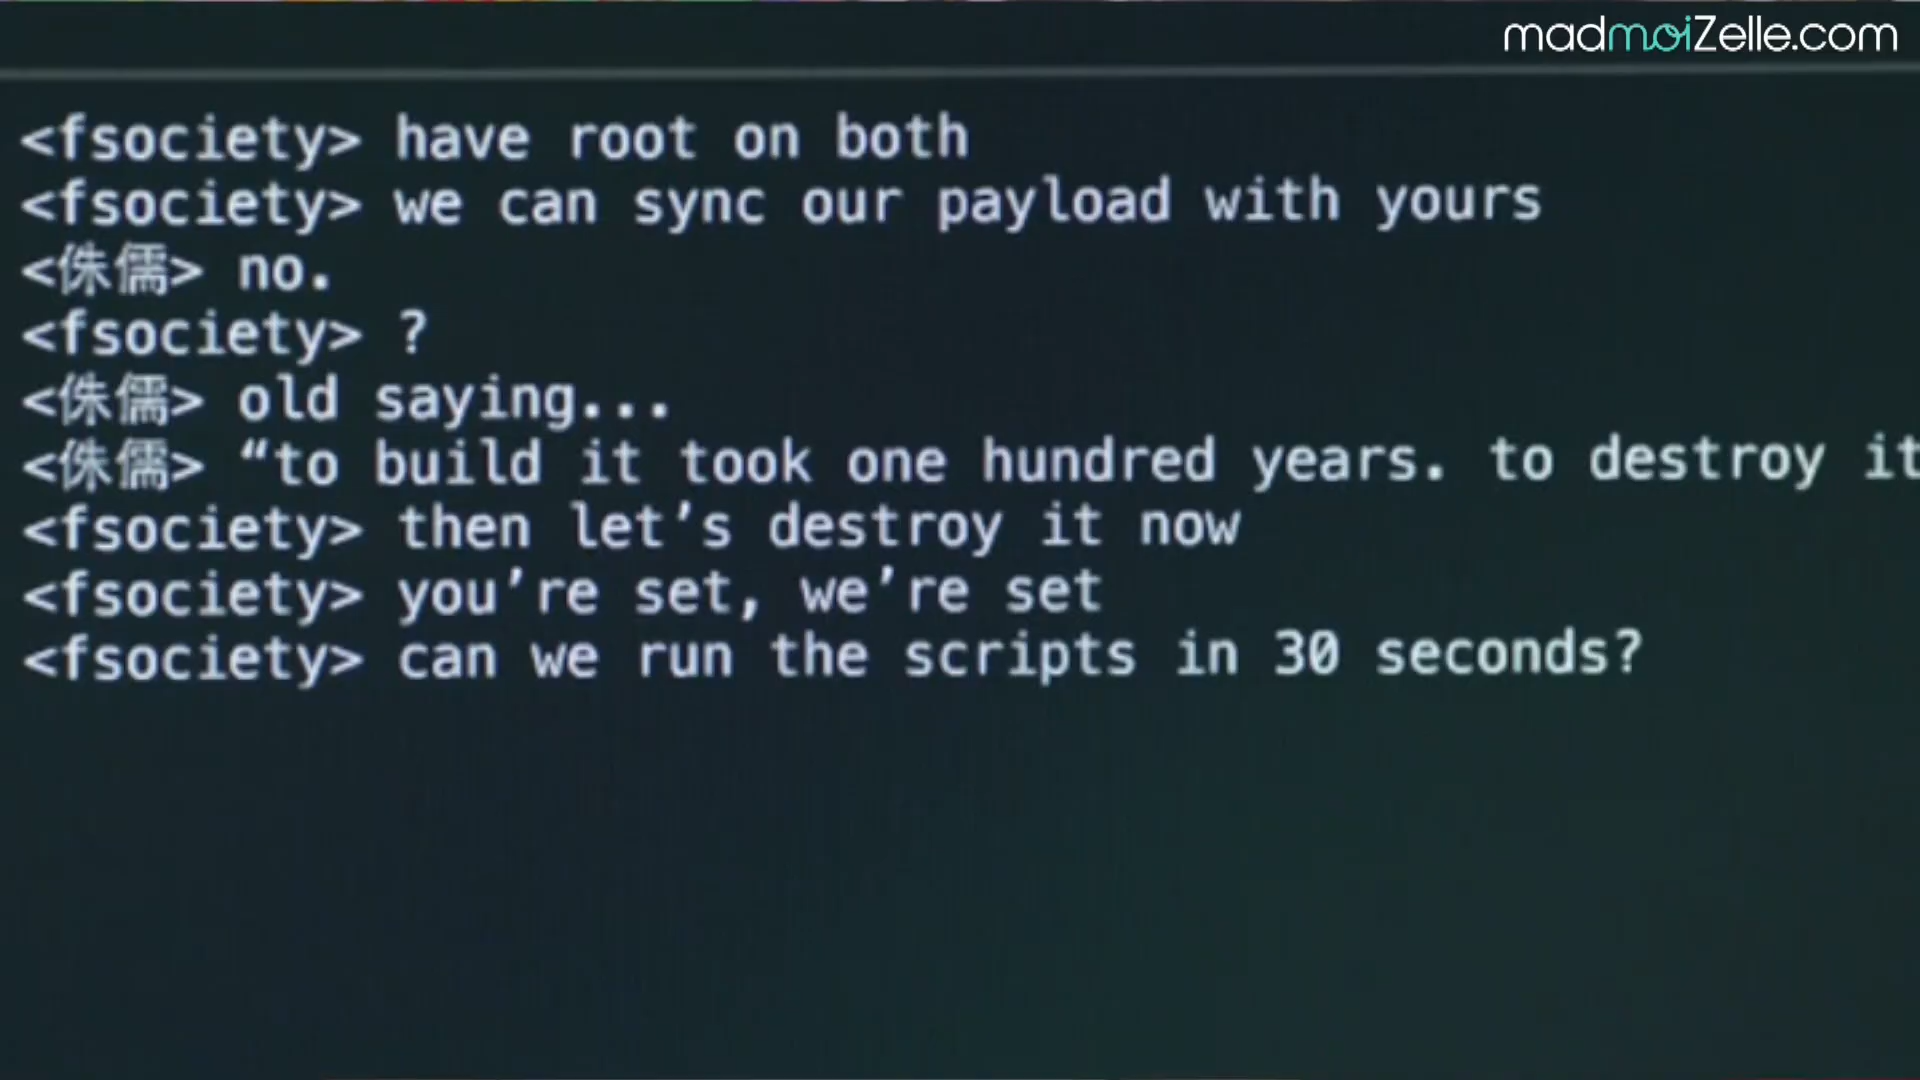 madmoiZelle.com
<fsociety> have root on both
<fsociety> we can sync our payload with yours
<侏儒> no.
<fsociety> ?
<侏儒> old saying...
<侏儒> “to build it took one hundred years. to destroy it
<fsociety> then let’s destroy it now
<fsociety> you’re set, we’re set
<fsociety> can we run the scripts in 30 seconds?